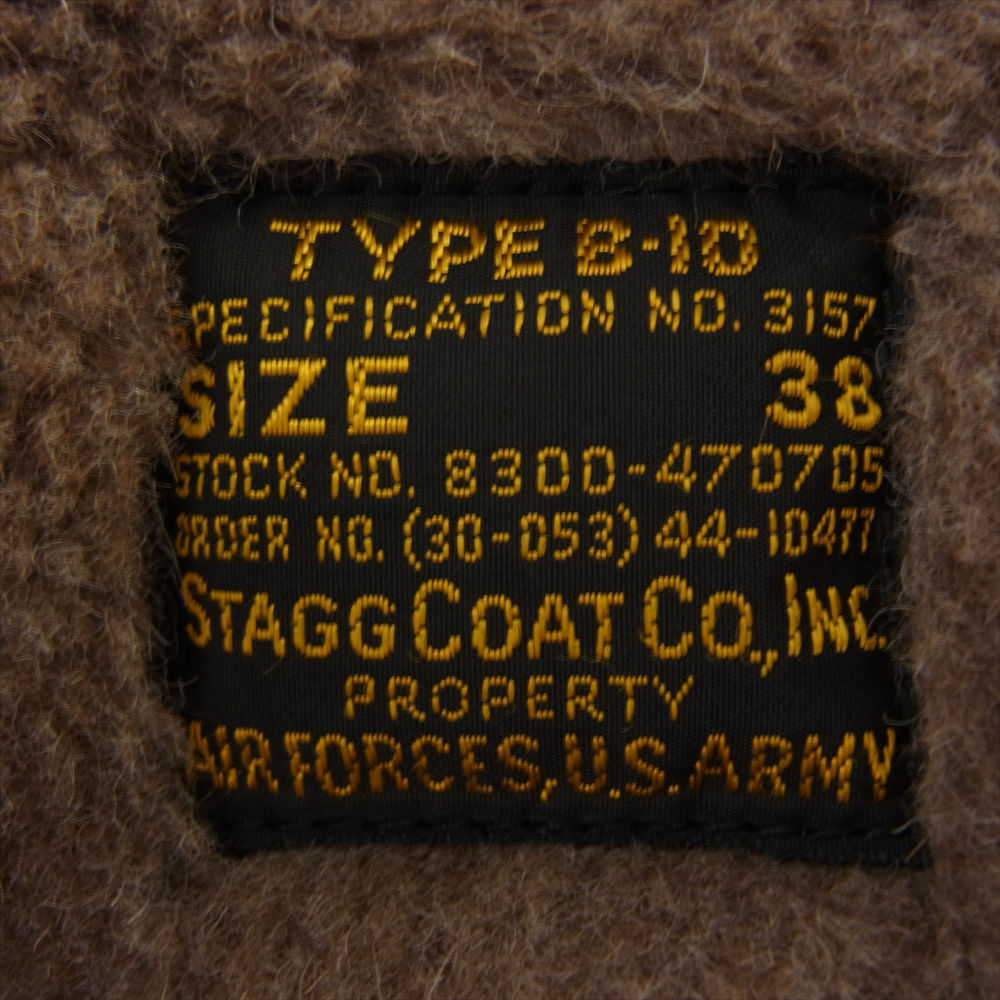 TYPE B-10
SPECIFICATION NO. 3157
SIZE 38
STOCK NO. 8300-470705
ORDER NO. (30-053) 44-10477
STAGG COAT CO., INC.
PROPERTY
AIR FORCES, U.S. ARMY